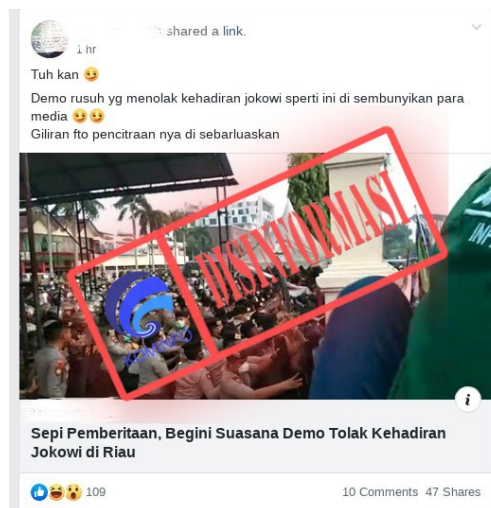 shared a link.
1 hr
Tuh kan
Demo rusuh yg menolak kehadiran jokowi sperti ini di sembunyikan para
media
Giliran fto pencitraan nya di sebarluaskan
DISINFORMASI
KOMINFO
Sepi Pemberitaan, Begini Suasana Demo Tolak Kehadiran
Jokowi di Riau
109
10 Comments 47 Shares